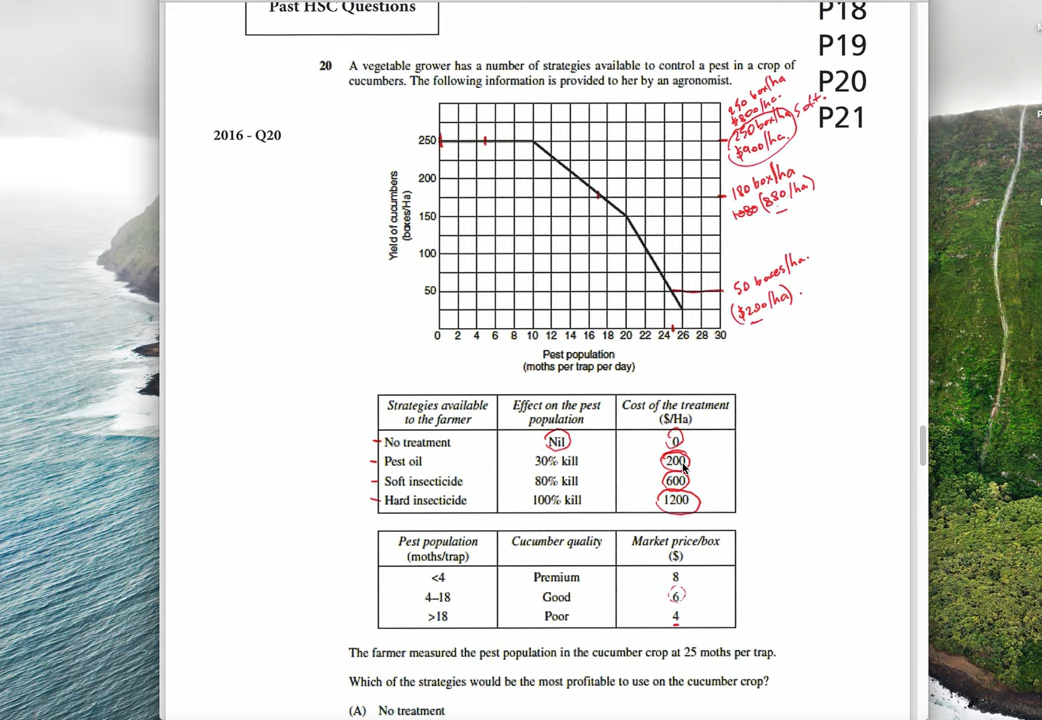 Past HSC Questions
P18
P19
P20
P21
20 A vegetable grower has a number of strategies available to control a pest in a crop of
cucumbers. The following information is provided to her by an agronomist.
2016 - Q20
250 box/ha
$800/ha.
250 box/ha Soft.
$900/ha.
180 box/ha
1080 (880/ha)
50 boxes/ha.
($200/ha).
Yield of cucumbers
(boxes/Ha)
250
200
150
100
50
0 2 4 6 8 10 12 14 16 18 20 22 24 26 28 30
Pest population
(moths per trap per day)
Strategies available to the farmer Effect on the pest population Cost of the treatment ($/Ha)
No treatment Nil 0
Pest oil 30% kill 200
Soft insecticide 80% kill 600
Hard insecticide 100% kill 1200
Pest population (moths/trap) Cucumber quality Market price/box ($)
<4 Premium 8
4–18 Good 6
>18 Poor 4
The farmer measured the pest population in the cucumber crop at 25 moths per trap.
Which of the strategies would be the most profitable to use on the cucumber crop?
(A) No treatment